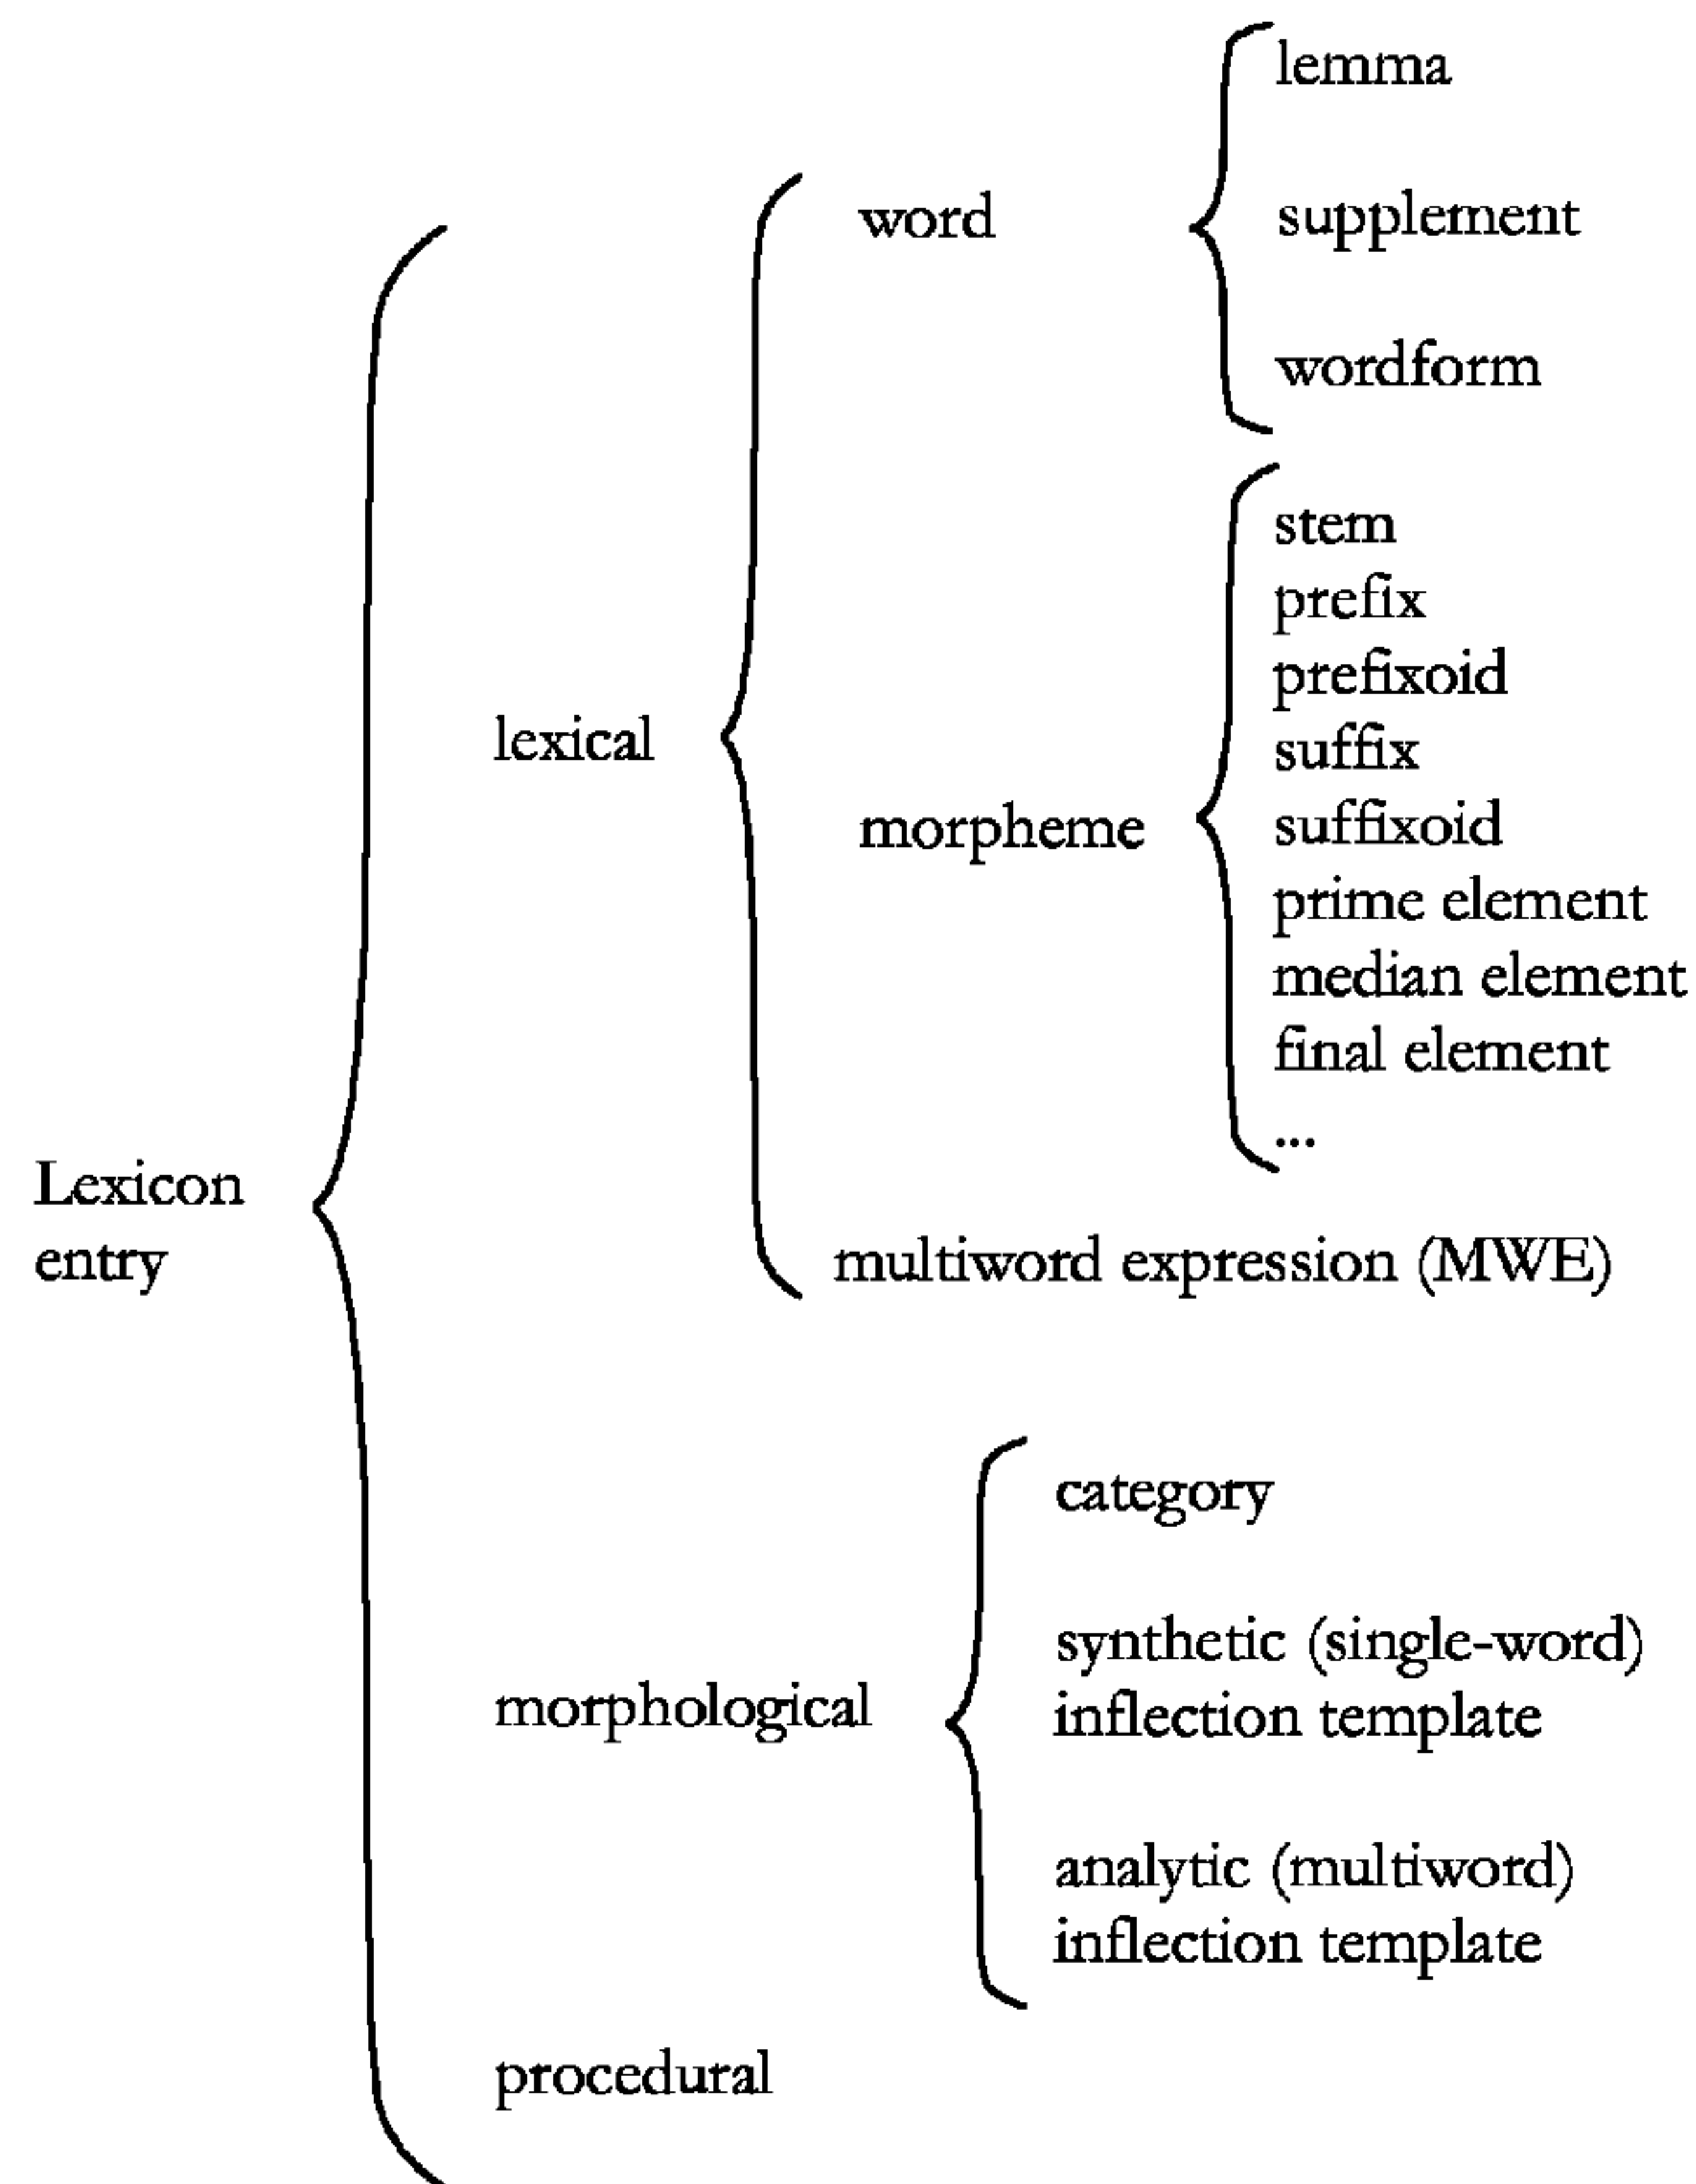 lemma
word
supplement
wordform
stem
prefix
prefixoid
lexical
suffix
morpheme
suffixoid
prime element
median element
final element
...
Lexicon
entry
multiword expression (MWE)
category
synthetic (single-word)
morphological
inflection template
analytic (multiword)
inflection template
procedural